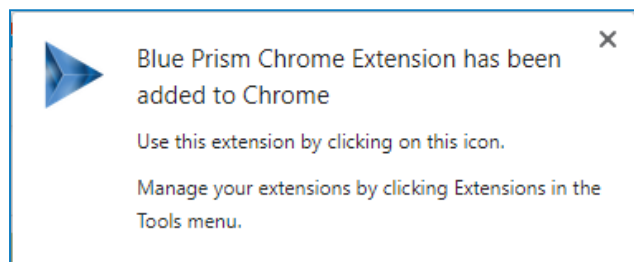 Blue Prism Chrome Extension has been
added to Chrome
Use this extension by clicking on this icon.
Manage your extensions by clicking Extensions in the
Tools menu.